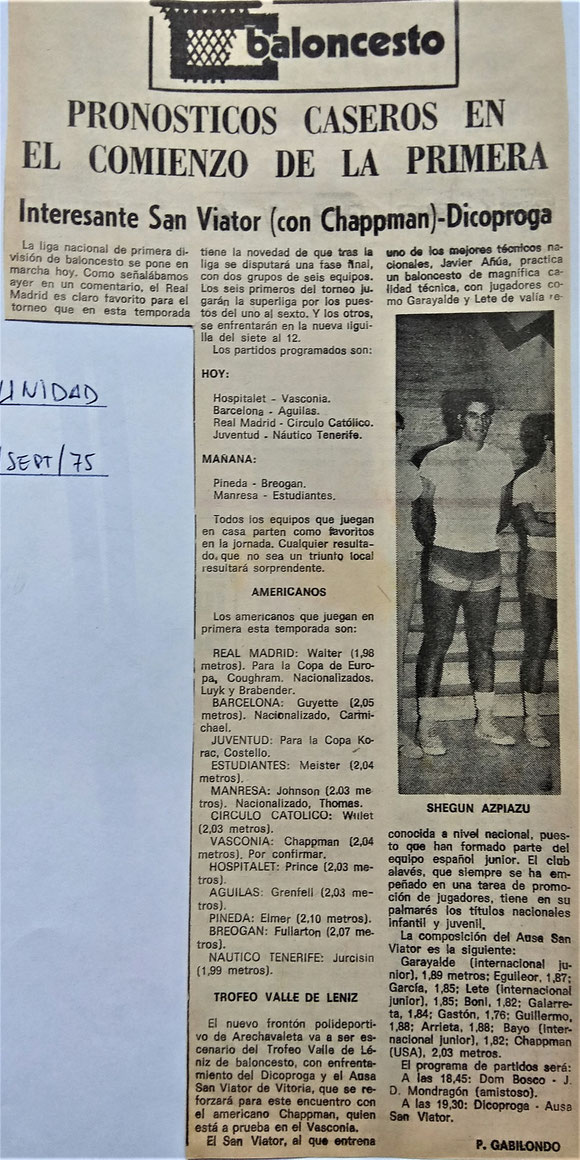 baloncesto
PRONOSTICOS CASEROS EN
EL COMIENZO DE LA PRIMERA
Interesante San Viator (con Chappman)-Dicoproga
La liga nacional de primera di-
visión de baloncesto se pone en
marcha hoy. Como señalábamos
ayer en un comentario, el Real
Madrid es claro favorito para el
torneo que en esta temporada
UNIDAD
/SEPT/75
tiene la novedad de que tras la
liga se disputará una fase final,
con dos grupos de seis equipos.
Los seis primeros del torneo ju-
garán la superliga por los pues-
tos del uno al sexto. Y los otros,
se enfrentarán en la nueva ligui-
lla del siete al 12.
Los partidos programados son:
HOY:
Hospitalet - Vasconia.
Barcelona - Aguilas.
Real Madrid - Círculo Católico.
Juventud - Náutico Tenerife.
MAÑANA:
Pineda - Breogan.
Manresa - Estudiantes.
Todos los equipos que juegan
en casa parten como favoritos
en la jornada. Cualquier resulta-
do, que no sea un triunto local
resultará sorprendente.
AMERICANOS
Los americanos que juegan en
primera esta temporada son:
REAL MADRID: Walter (1,98
metros). Para la Copa de Euro-
pa, Coughram. Nacionalizados.
Luyk y Brabender.
BARCELONA: Guyette (2,05
metros). Nacionalizado, Carmi-
chael.
JUVENTUD: Para la Copa Ko-
rac, Costello.
ESTUDIANTES: Meister (2,04
metros).
MANRESA: Johnson (2.03 me-
tros). Nacionalizado, Thomas.
CIRCULO CATOLICO: Willet
(2,03 metros).
VASCONIA: Chappman (2,04
metros). Por confirmar.
HOSPITALET: Prince (2,03 me-
tros).
AGUILAS: Grenfell (2,03 me-
tros).
PINEDA: Elmer (2,10 metros).
BREOGAN: Fullarton (2,07 me-
tros).
NAUTICO TENERIFE: Jurcisin
(1,99 metros).
TROFEO VALLE DE LENIZ
El nuevo frontón polideporti-
vo de Arechavaleta va a ser es-
cenario del Trofeo Valle de Lé-
niz de baloncesto, con enfrenta-
miento del Dicoproga y el Ausa
San Viator de Vitoria, que se re-
forzará para este encuentro con
el americano Chappman, quien
está a prueba en el Vasconia.
El San Viator, al que entrena
uno de los mejores técnicos na-
cionales, Javier Añúa, practica
un baloncesto de magnífica ca-
lidad técnica, con jugadores co-
mo Garayalde y Lete de valía re-
SHEGUN AZPIAZU
conocida a nivel nacional, pues-
to que han formado parte del
equipo español junior. El club
alavés, que siempre se ha em-
peñado en una tarea de promo-
ción de jugadores, tiene en su
palmarés los títulos nacionales
infantil y juvenil.
La composición del Ausa San
Viator es la siguiente:
Garayalde (internacional ju-
nior), 1,89 metros; Eguileor, 1,87;
García, 1,85; Lete (internacional
junior), 1,85; Boni, 1,82; Galarre-
ta, 1,84; Gastón, 1,76; Guillermo,
1,88; Arrieta, 1,88; Bayo (inter-
nacional junior), 1,82; Chappman
(USA), 2,03 metros.
El programa de partidos será:
A las 18,45: Dom Bosco - J.
D. Mondragón (amistoso).
A las 19,30: Dicoproga - Ausa
San Viator.
P. GABILONDO